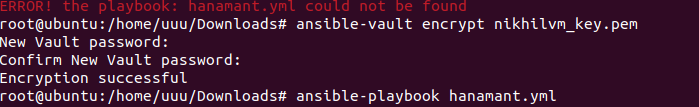 ERROR! the playbook: hanamant.yml could not be found
root@ubuntu:/home/uuu/Downloads# ansible-vault encrypt nikhilvm_key.pem
New Vault password:
Confirm New Vault password:
Encryption successful
root@ubuntu:/home/uuu/Downloads# ansible-playbook hanamant.yml